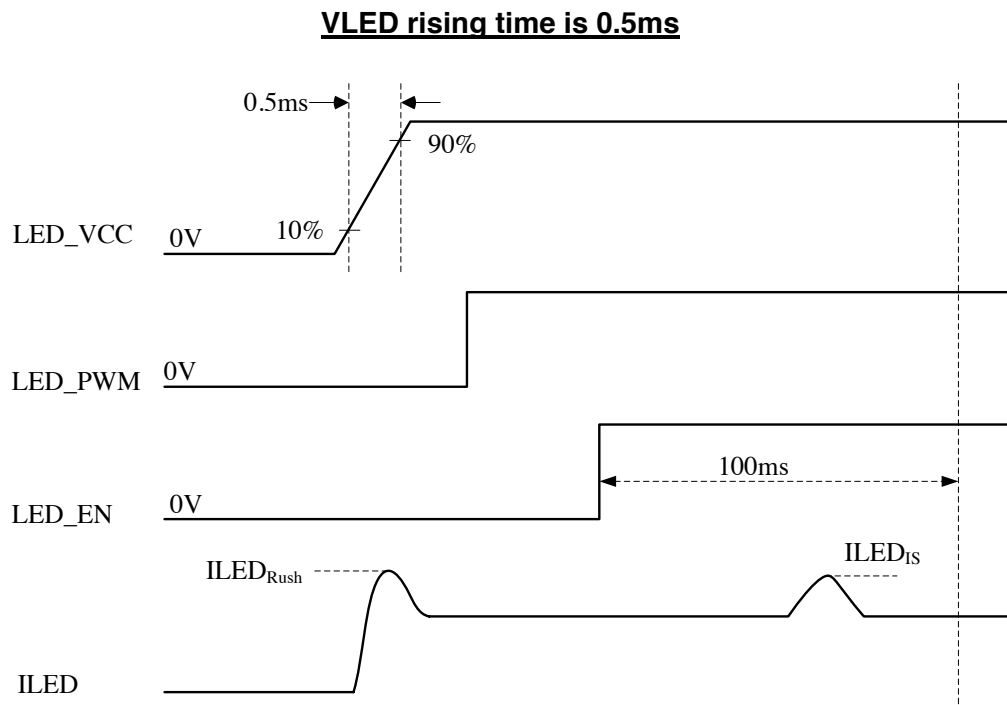 VLED rising time is 0.5ms
0.5ms
90%
LED_VCC 0V 10%
LED_PWM 0V
100ms
LED_EN 0V
ILED_Rush
ILED_IS
ILED